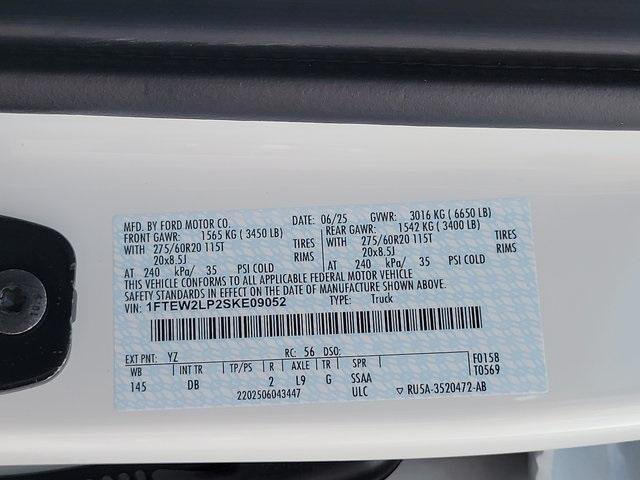 MFD. BY FORD MOTOR CO.
DATE: 06/25 GVWR: 3016 KG ( 6650 LB)
FRONT GAWR: 1565 KG ( 3450 LB) REAR GAWR: 1542 KG ( 3400 LB)
WITH 275/60R20 115T TIRES WITH 275/60R20 115T TIRES
20x8.5J RIMS 20x8.5J RIMS
AT 240 kPa/ 35 PSI COLD AT 240 kPa/ 35 PSI COLD
THIS VEHICLE CONFORMS TO ALL APPLICABLE FEDERAL MOTOR VEHICLE
SAFETY AND THEFT PREVENTION STANDARDS IN EFFECT ON THE DATE OF MANUFACTURE SHOWN ABOVE.
VIN: 1FTEW2LP2SKE09052
TYPE: Truck
EXT PNT: YZ RC: 56 DSO: F0158
WB INT TR TP/PS R AXLE TR SPR T0569
145 DB 2 L9 G SSAA
2202506043447 ULC ▽ RU5A-3520472-AB